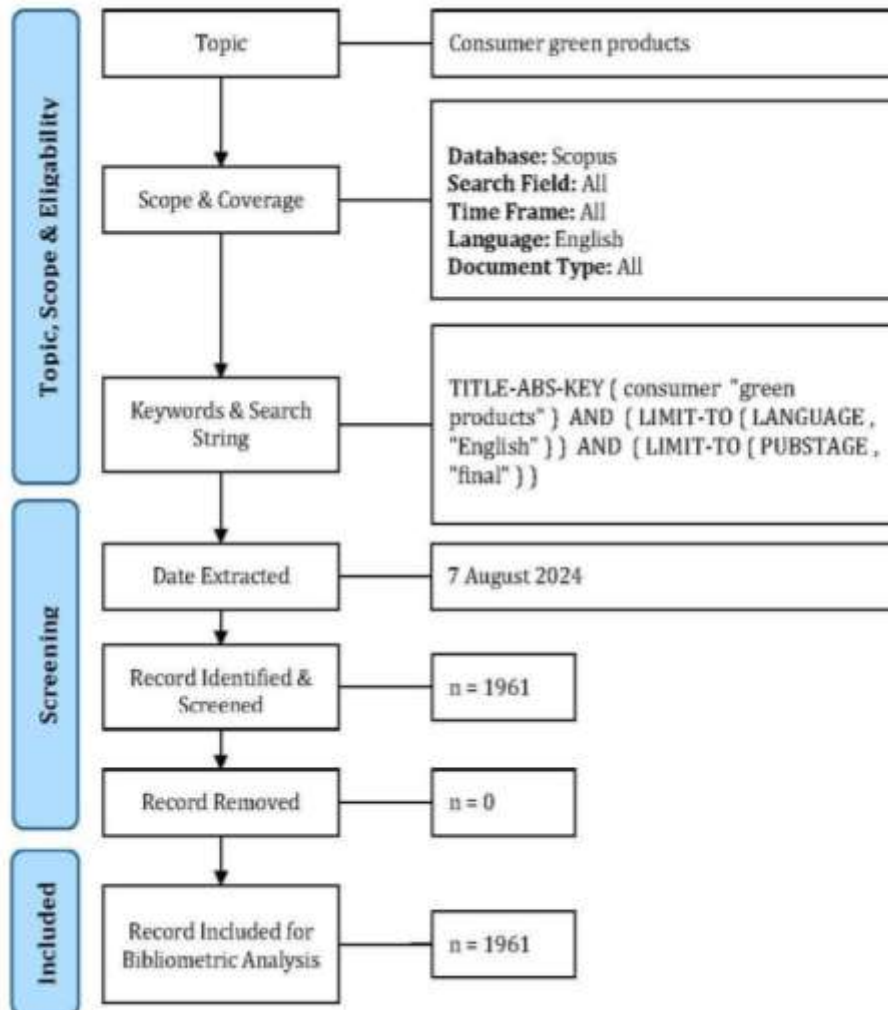 Topic, Scope & Eligability
Topic
Consumer green products
Scope & Coverage
Database: Scopus
Search Field: All
Time Frame: All
Language: English
Document Type: All
Keywords & Search
String
TITLE-ABS-KEY ( consumer "green
products" ) AND ( LIMIT-TO ( LANGUAGE ,
"English" ) ) AND ( LIMIT-TO ( PUBSTAGE ,
"final" ) )
Screening
Date Extracted
7 August 2024
Record Identified &
Screened
n = 1961
Record Removed
n = 0
Included
Record Included for
Bibliometric Analysis
n = 1961